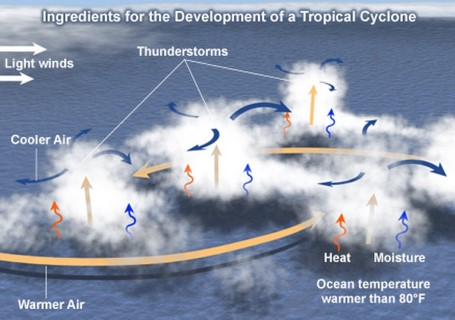 Ingredients for the Development of a Tropical Cyclone
Thunderstorms
Light winds
Cooler Air
Heat
Moisture
Ocean temperature
warmer than 80°F
Warmer Air